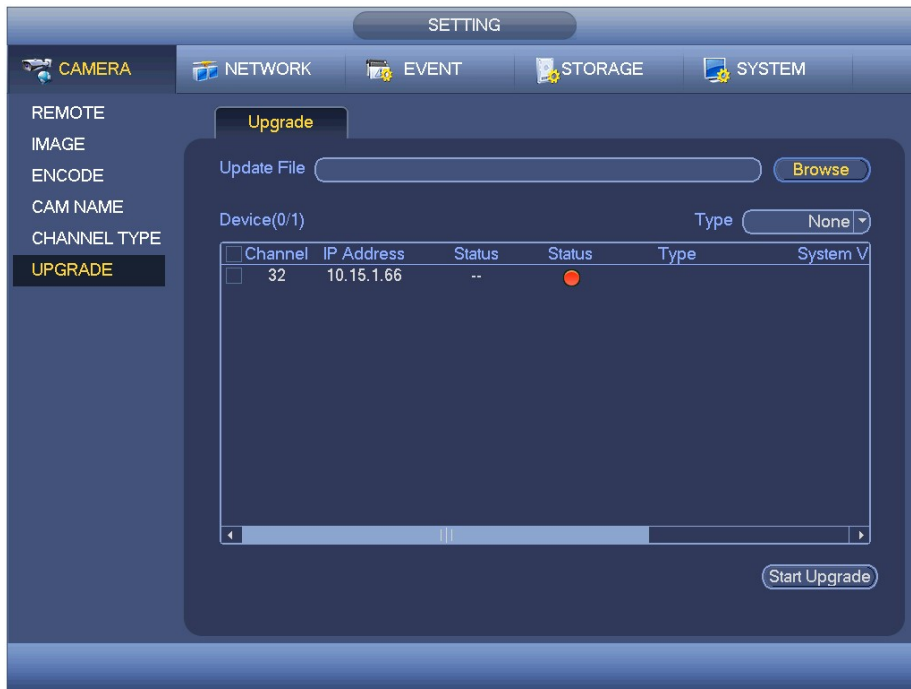 SETTING
CAMERA NETWORK EVENT STORAGE SYSTEM
REMOTE
IMAGE
ENCODE
CAM NAME
CHANNEL TYPE
UPGRADE
Upgrade
Update File Browse
Device(0/1) Type None
Channel IP Address Status Status Type System V
32 10.15.1.66 --
Start Upgrade